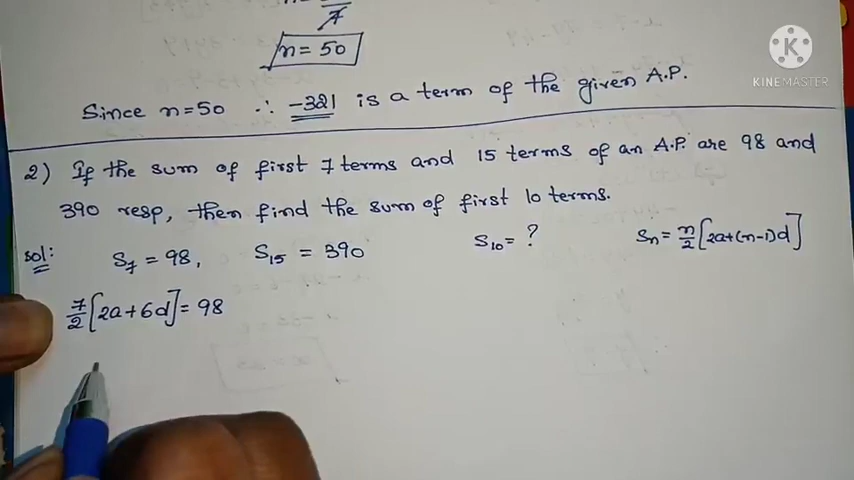 7
n = 50
KINEMASTER
Since n=50 ∴ -321 is a term of the given A.P.
2) If the sum of first 7 terms and 15 terms of an A.P. are 98 and
390 resp, then find the sum of first 10 terms.
Sol: S₇ = 98, S₁₅ = 390 S₁₀ = ? Sₙ = n/2 [2a+(n-1)d]
7/2 [2a+6d] = 98